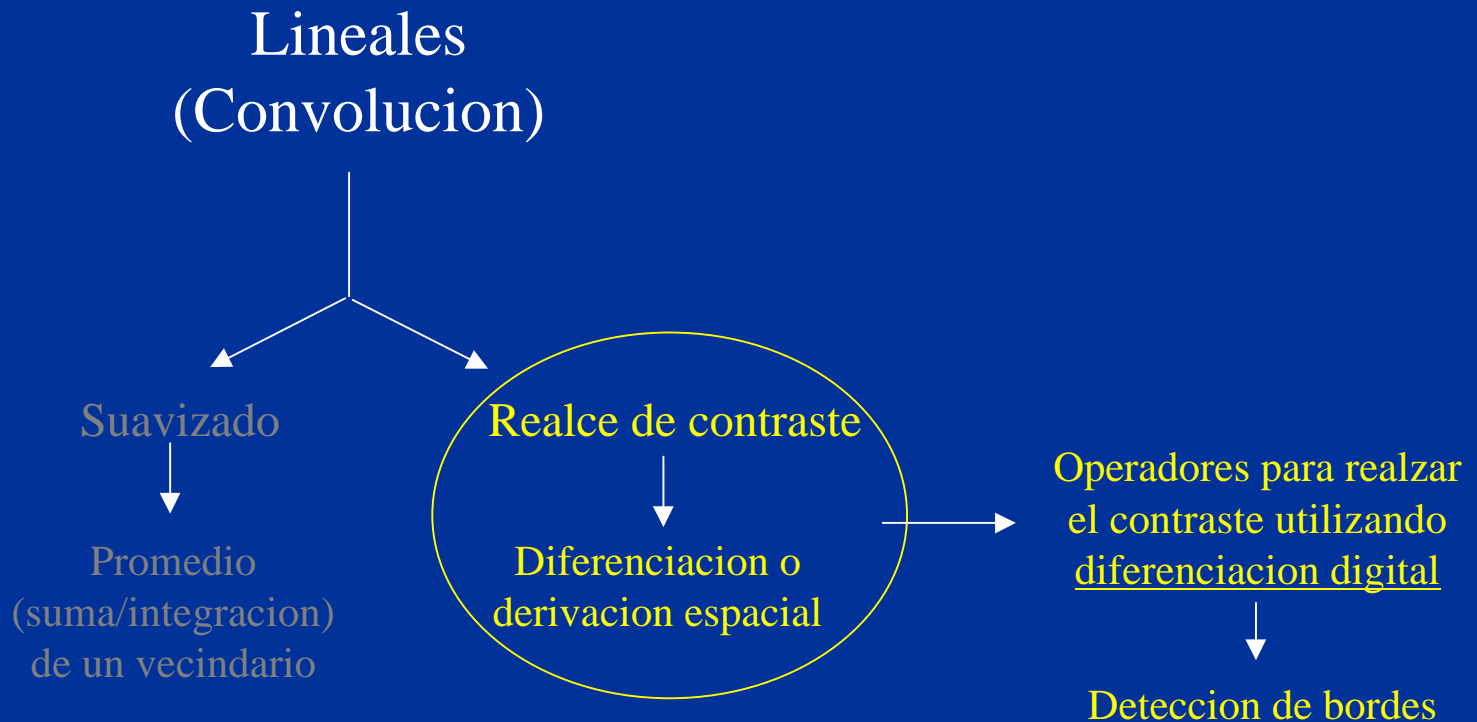 Lineales
(Convolucion)
Suavizado
Promedio
(suma/integracion)
de un vecindario
Realce de contraste
Diferenciacion o
derivacion espacial
Operadores para realzar
el contraste utilizando
diferenciacion digital
Deteccion de bordes